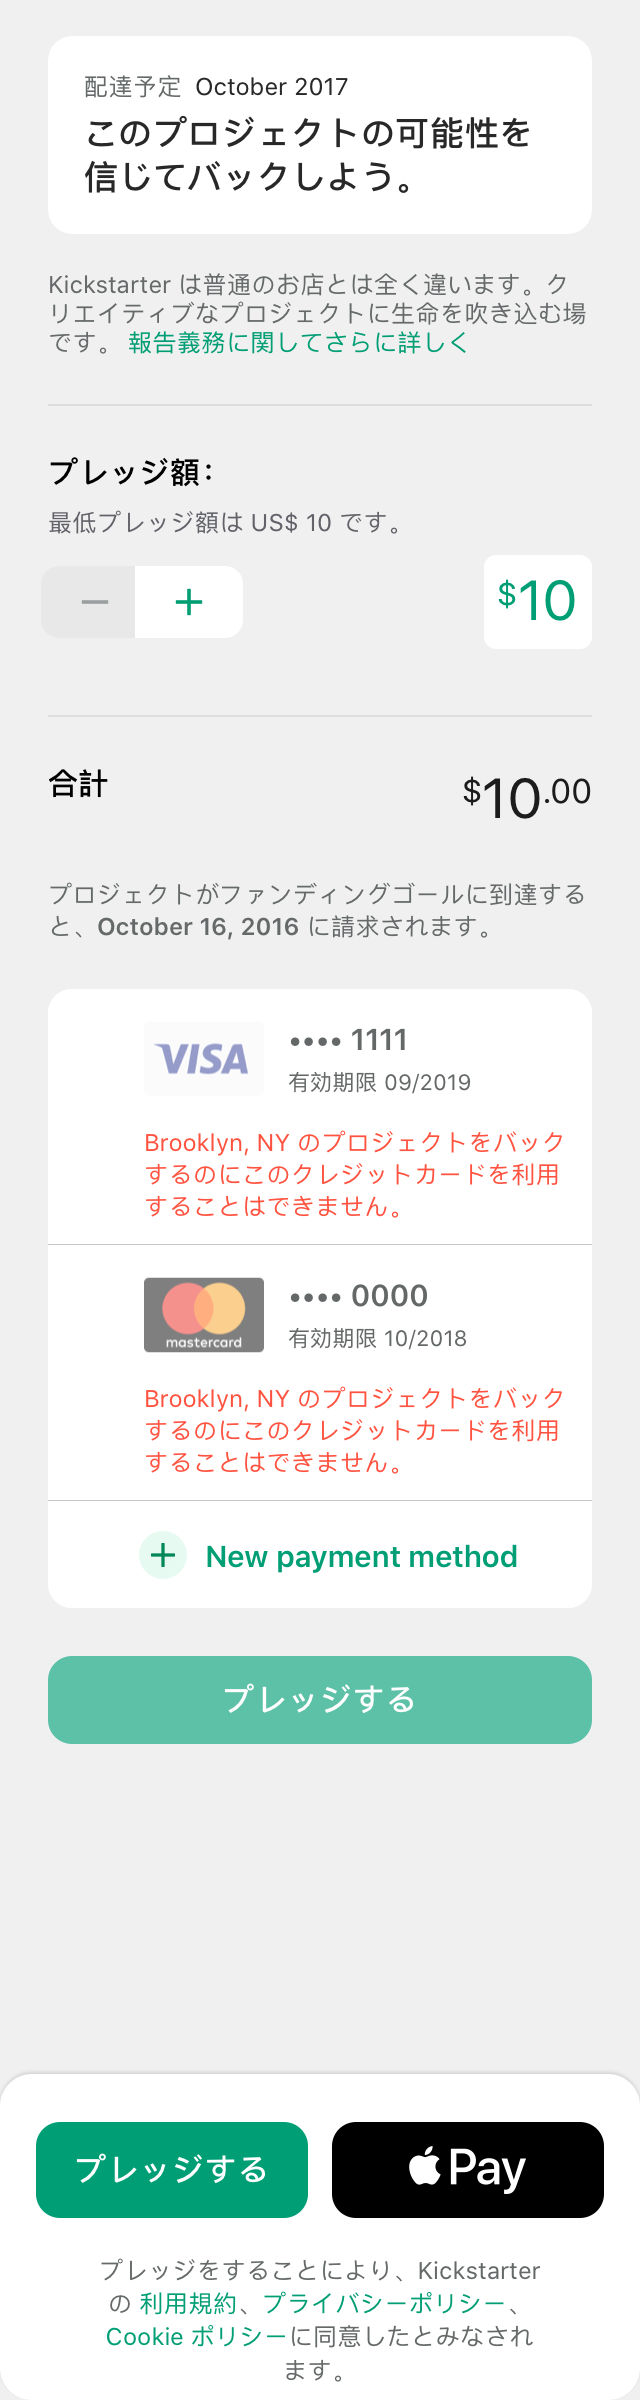 配達予定 October 2017
このプロジェクトの可能性を
信じてバックしよう。
Kickstarter は普通のお店とは全く違います。ク
リエイティブなプロジェクトに生命を吹き込む場
です。 報告義務に関してさらに詳しく
プレッジ額：
最低プレッジ額は US$ 10 です。
− +
$10
合計
$10.00
プロジェクトがファンディングゴールに到達する
と、October 16, 2016 に請求されます。
VISA
•••• 1111
有効期限 09/2019
Brooklyn, NY のプロジェクトをバック
するのにこのクレジットカードを利用
することはできません。
mastercard
•••• 0000
有効期限 10/2018
Brooklyn, NY のプロジェクトをバック
するのにこのクレジットカードを利用
することはできません。
+ New payment method
プレッジする
プレッジする
Pay
プレッジをすることにより、Kickstarter
の 利用規約、プライバシーポリシー、
Cookie ポリシーに同意したとみなされ
ます。